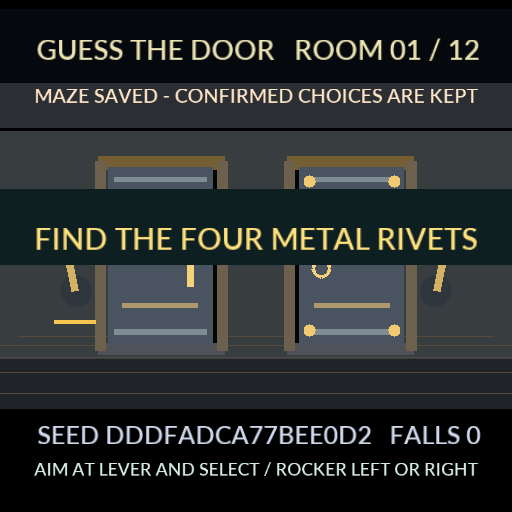 GUESS THE DOOR ROOM 01 / 12
MAZE SAVED - CONFIRMED CHOICES ARE KEPT
FIND THE FOUR METAL RIVETS
SEED DDDFADCA77BEE0D2 FALLS 0
AIM AT LEVER AND SELECT / ROCKER LEFT OR RIGHT